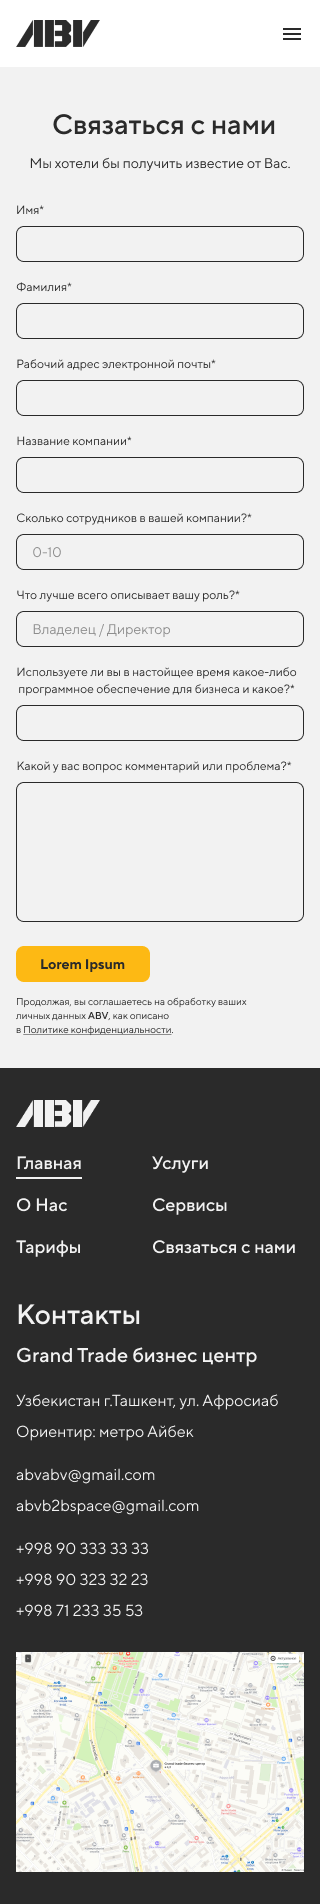 ABV
Связаться с нами
Мы хотели бы получить известие от Вас.
Имя*
Фамилия*
Рабочий адрес электронной почты*
Название компании*
Сколько сотрудников в вашей компании?*
0-10
Что лучше всего описывает вашу роль?*
Владелец / Директор
Используете ли вы в настойщее время какое-либо
программное обеспечение для бизнеса и какое?*
Какой у вас вопрос комментарий или проблема?*
Lorem Ipsum
Продолжая, вы соглашаетесь на обработку ваших
личных данных ABV, как описано
в Политике конфиденциальности.
ABV
Главная
Услуги
О Нас
Сервисы
Тарифы
Связаться с нами
Контакты
Grand Trade бизнес центр
Узбекистан г.Ташкент, ул. Афросиаб
Ориентир: метро Айбек
abvabv@gmail.com
abvb2bspace@gmail.com
+998 90 333 33 33
+998 90 323 32 23
+998 71 233 35 53